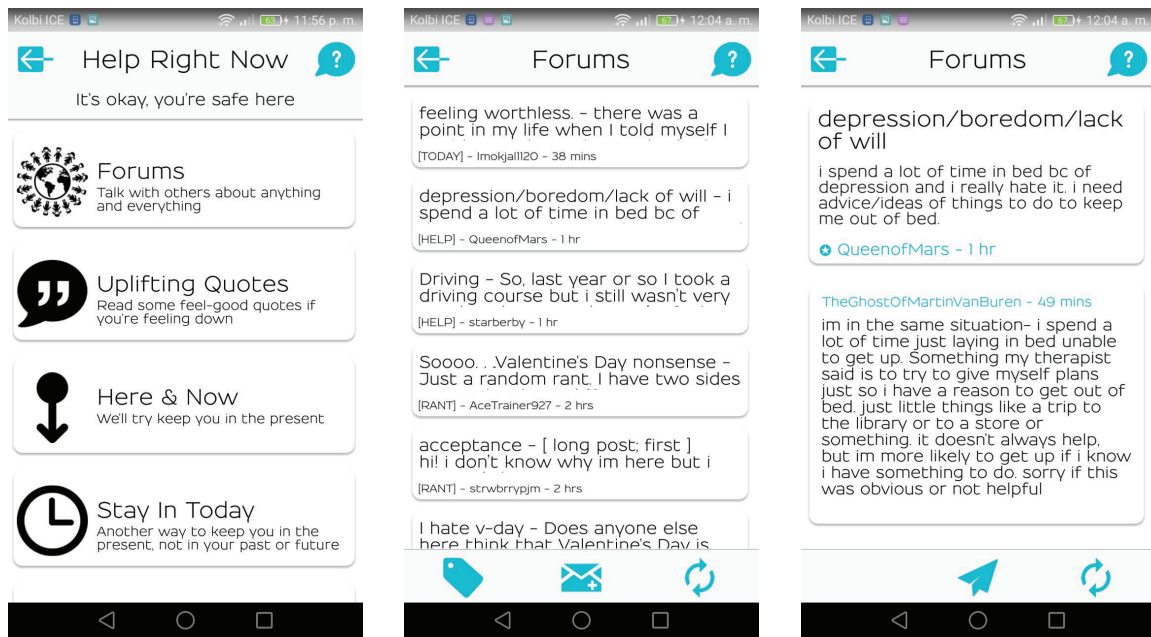 Kolbi ICE 63 11:56 p. m.
Help Right Now ?
It's okay, you're safe here
Forums
Talk with others about anything
and everything
Uplifting Quotes
Read some feel-good quotes if
you're feeling down
Here & Now
We'll try keep you in the present
Stay In Today
Another way to keep you in the
present, not in your past or future
Kolbi ICE 67 12:04 a. m.
Forums ?
feeling worthless. - there was a
point in my life when I told myself I
[TODAY] - lmokjal1120 - 38 mins
depression/boredom/lack of will - i
spend a lot of time in bed bc of
[HELP] - QueenofMars - 1 hr
Driving - So, last year or so I took a
driving course but i still wasn't very
[HELP] - starberby - 1 hr
Soooo. . .Valentine's Day nonsense -
Just a random rant. I have two sides
[RANT] - AceTrainer927 - 2 hrs
acceptance - [ long post; first ]
hi! i don't know why im here but i
[RANT] - strwbrrypjm - 2 hrs
I hate v-day - Does anyone else
here think that Valentine's Day is
Kolbi ICE 67 12:04 a. m.
Forums ?
depression/boredom/lack
of will
i spend a lot of time in bed bc of
depression and i really hate it. i need
advice/ideas of things to do to keep
me out of bed.
QueenofMars - 1 hr
TheGhostOfMartinVanBuren - 49 mins
im in the same situation- i spend a
lot of time just laying in bed unable
to get up. Something my therapist
said is to try to give myself plans
just so i have a reason to get out of
bed. just little things like a trip to
the library or to a store or
something. it doesn't always help,
but im more likely to get up if i know
i have something to do. sorry if this
was obvious or not helpful